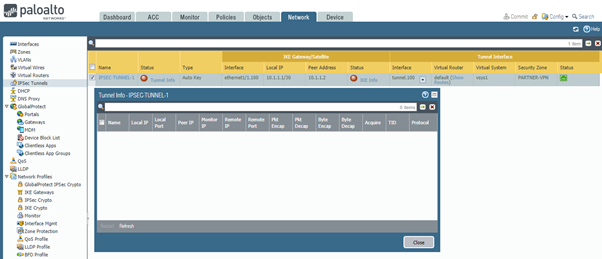 paloalto
NETWORKS
Dashboard ACC Monitor Policies Objects Network Device
Commit Config Search
Help
Interfaces
Zones
VLANs
Virtual Wires
Virtual Routers
IPSec Tunnels
DHCP
DNS Proxy
GlobalProtect
Portals
Gateways
MDM
Device Block List
Clientless Apps
Clientless App Groups
QoS
LLDP
Network Profiles
GlobalProtect IPSec Crypto
IKE Gateways
IPSec Crypto
IKE Crypto
Monitor
Interface Mgmt
Zone Protection
QoS Profile
LLDP Profile
BFD Profile
1 item
IKE Gateway/Satellite Tunnel Interface
Name Status Type Interface Local IP Peer Address Status Interface Virtual Router Virtual System Security Zone Status
IPSEC-TUNNEL-1 Tunnel Info Auto Key ethernet1/1.100 10.1.1.1/30 10.1.1.2 IKE Info tunnel.100 default (Show Routes) vsys1 PARTNER-VPN
Tunnel Info - IPSEC-TUNNEL-1
0 items
Name Local IP Local Port Peer IP Monitor IP Remote IP Remote Port Pkt Encap Pkt Decap Byte Encap Byte Decap Acquire TID Protocol
Restart Refresh
Close